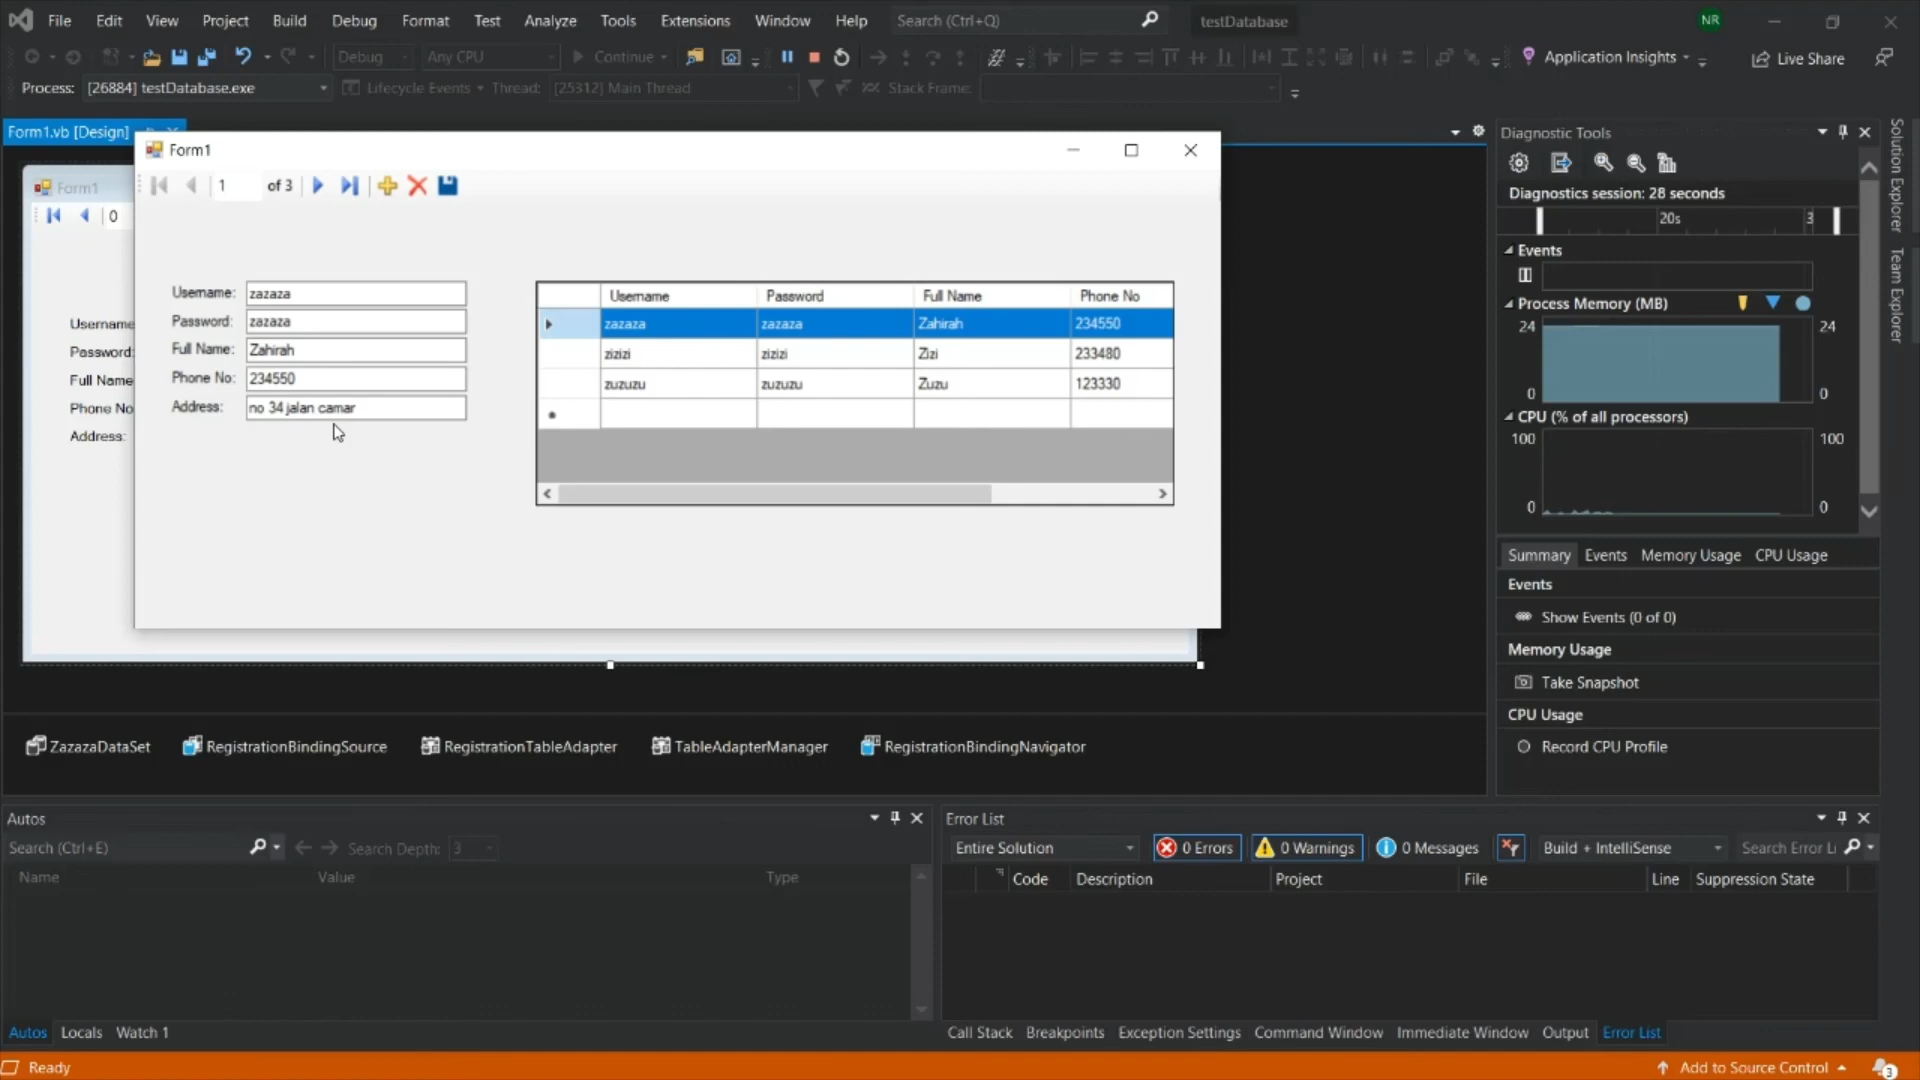 File Edit View Project Build Debug Format Test Analyze Tools Extensions Window Help Search (Ctrl+Q) testDatabase NR
Debug Any CPU Continue Application Insights Live Share
Process: [26884] testDatabase.exe Lifecycle Events Thread: [25312] Main Thread Stack Frame:
Form1.vb [Design]
Form1
1 of 3
Form1
0
Username: zazaza
Password: zazaza
Full Name: Zahirah
Phone No: 234550
Address: no 34 jalan camar
Username Password Full Name Phone No
zazaza zazaza Zahirah 234550
zizizi zizizi Zizi 233480
zuzuzu zuzuzu Zuzu 123330
Username
Password:
Full Name
Phone No
Address:
Diagnostic Tools
Diagnostics session: 28 seconds
20s 3
Events
Process Memory (MB)
24 24
0 0
CPU (% of all processors)
100 100
0 0
Summary Events Memory Usage CPU Usage
Events
Show Events (0 of 0)
Memory Usage
Take Snapshot
CPU Usage
Record CPU Profile
Solution Explorer
Team Explorer
ZazazaDataSet RegistrationBindingSource RegistrationTableAdapter TableAdapterManager RegistrationBindingNavigator
Autos
Search (Ctrl+E) Search Depth: 3
Name Value Type
Autos Locals Watch 1
Error List
Entire Solution 0 Errors 0 Warnings 0 Messages Build + IntelliSense Search Error Li
Code Description Project File Line Suppression State
Call Stack Breakpoints Exception Settings Command Window Immediate Window Output Error List
Ready Add to Source Control 3